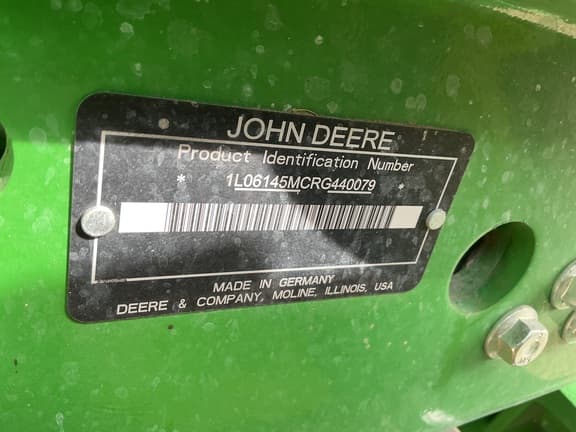 JOHN DEERE
Product Identification Number
* 1L06145MCRG440079 *
MADE IN GERMANY
DEERE & COMPANY, MOLINE, ILLINOIS, USA